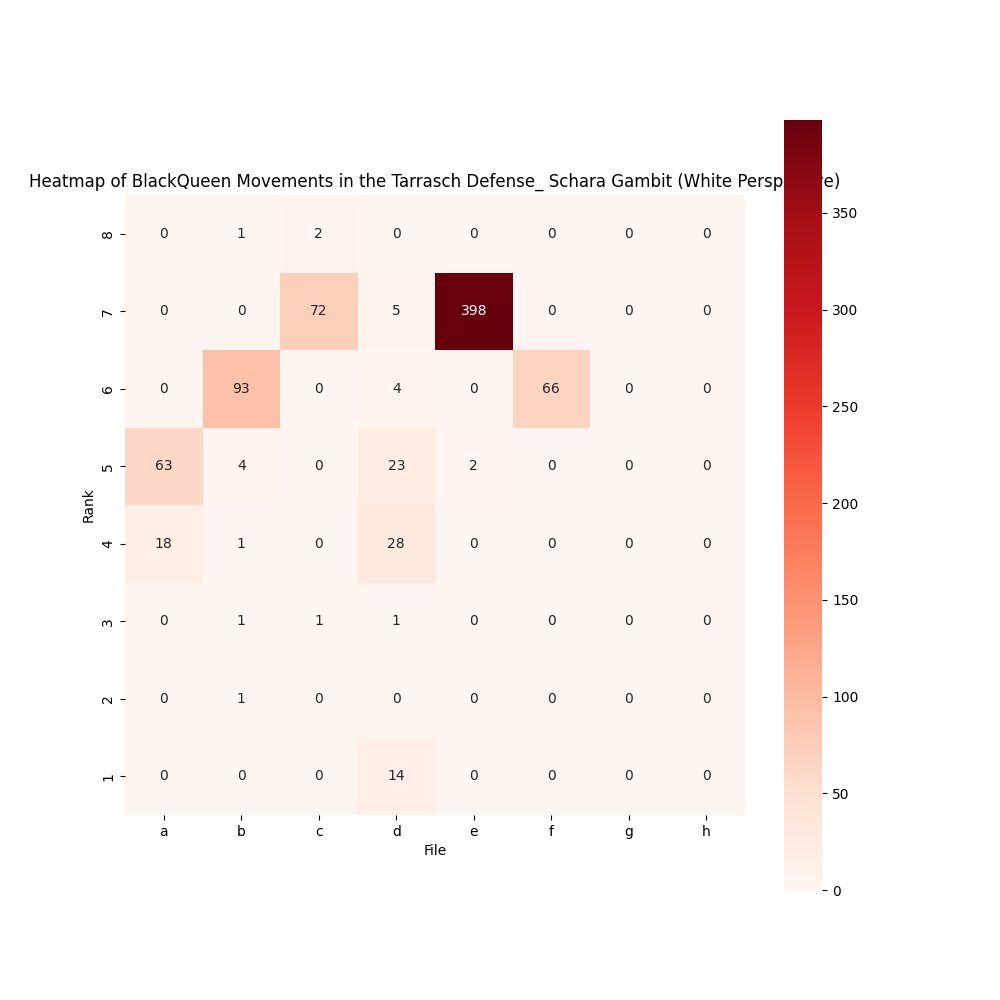 Heatmap of BlackQueen Movements in the Tarrasch Defense_ Schara Gambit (White Persp re)
8 0 1 2 0 0 0 0 0
7 0 0 72 5 398 0 0 0
6 0 93 0 4 0 66 0 0
5 63 4 0 23 2 0 0 0
4 18 1 0 28 0 0 0 0
3 0 1 1 1 0 0 0 0
2 0 1 0 0 0 0 0 0
1 0 0 0 14 0 0 0 0
a b c d e f g h
File
Rank
350
300
250
200
150
100
50
0